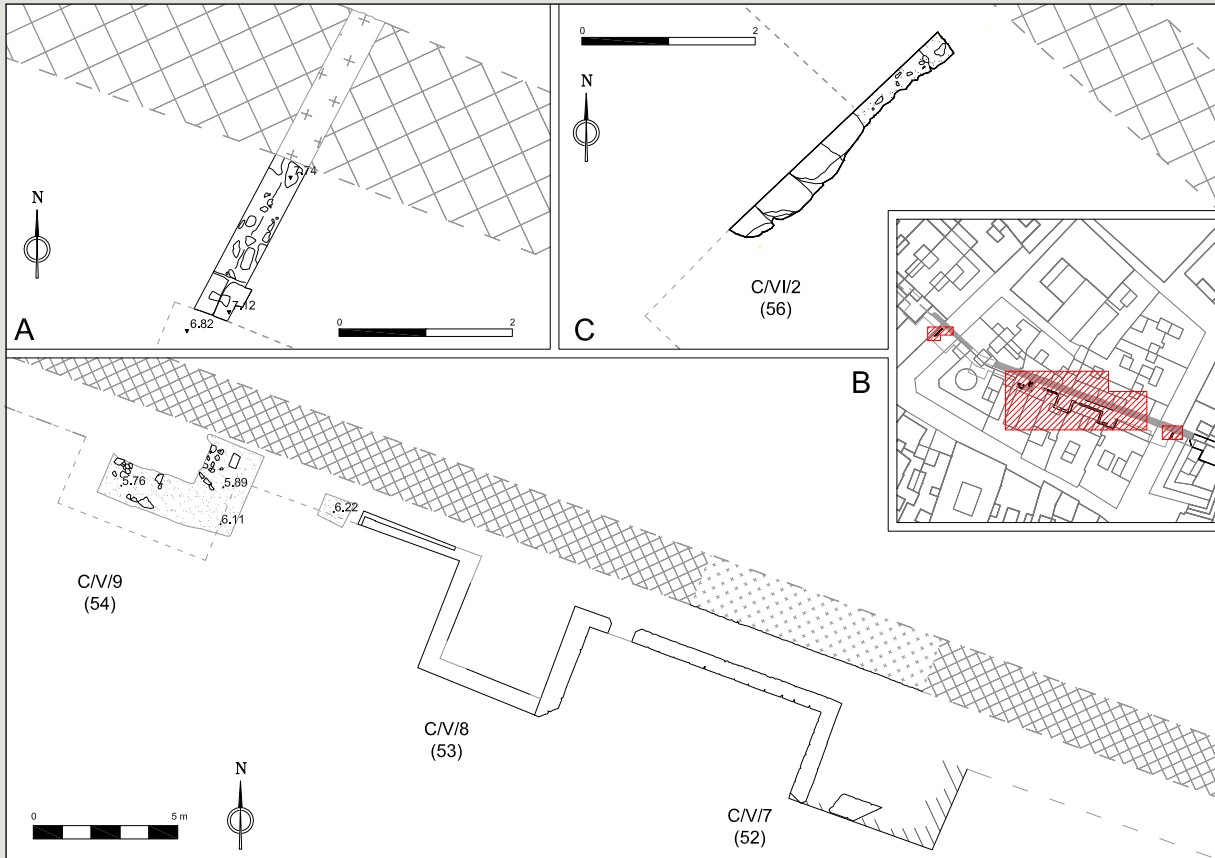 N
7.74
7.12
6.82
0 2
A
0 2
N
C/VI/2
(56)
C
B
5.76
5.89
6.11
6.22
C/V/9
(54)
C/V/8
(53)
C/V/7
(52)
N
0 5 m